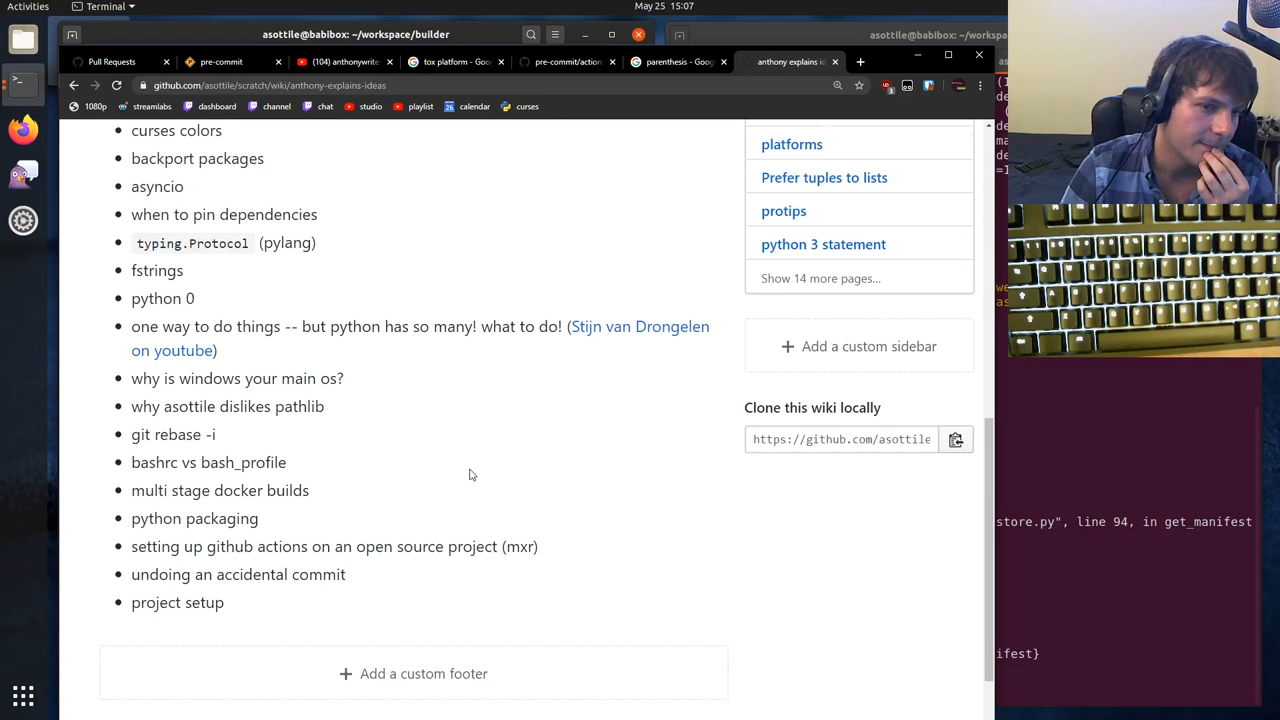 Activities
Terminal
May 25 15:07
asottile@babibox: ~/workspace/builder
asottile@babibox: ~/workspac
Pull Requests
pre-commit
(104) anthonywrite
tox platform - Goog
pre-commit/action
parenthesis - Goog
anthony explains id
github.com/asottile/scratch/wiki/anthony-explains-ideas
1080p
streamlabs
dashboard
channel
chat
studio
playlist
calendar
curses
curses colors
backport packages
asyncio
when to pin dependencies
typing.Protocol (pylang)
fstrings
python 0
one way to do things -- but python has so many! what to do! (Stijn van Drongelen
on youtube)
why is windows your main os?
why asottile dislikes pathlib
git rebase -i
bashrc vs bash_profile
multi stage docker builds
python packaging
setting up github actions on an open source project (mxr)
undoing an accidental commit
project setup
+ Add a custom footer
platforms
Prefer tuples to lists
protips
python 3 statement
Show 14 more pages...
+ Add a custom sidebar
Clone this wiki locally
https://github.com/asottile
store.py", line 94, in get_manifest
ifest}